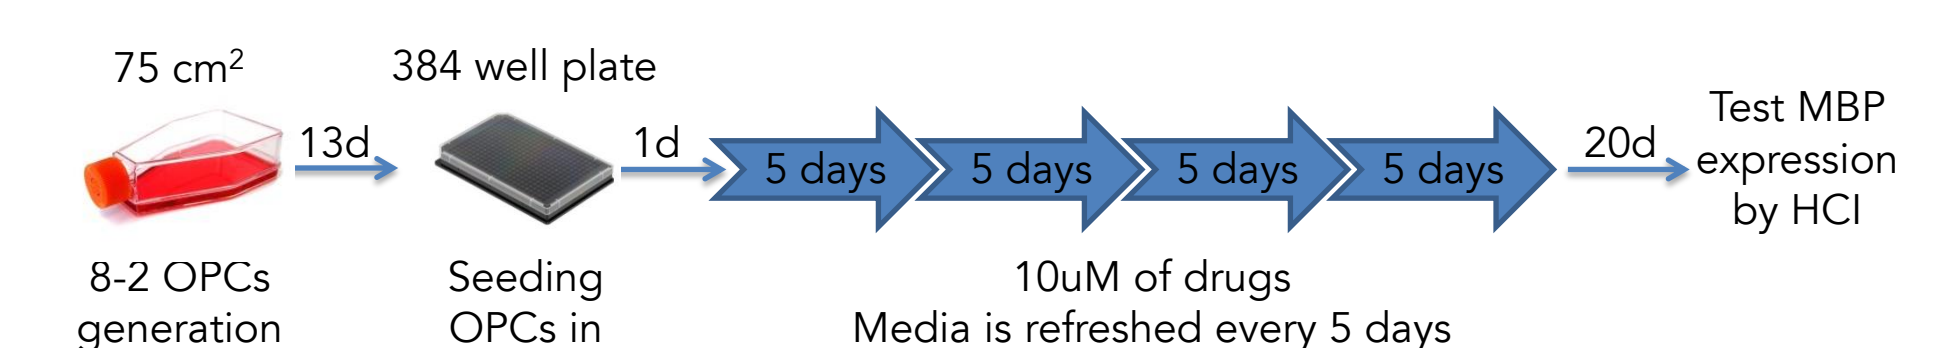 75 cm²
384 well plate
13d
1d
5 days
5 days
5 days
5 days
20d
Test MBP
expression
by HCI
8-2 OPCs
generation
Seeding
OPCs in
10uM of drugs
Media is refreshed every 5 days